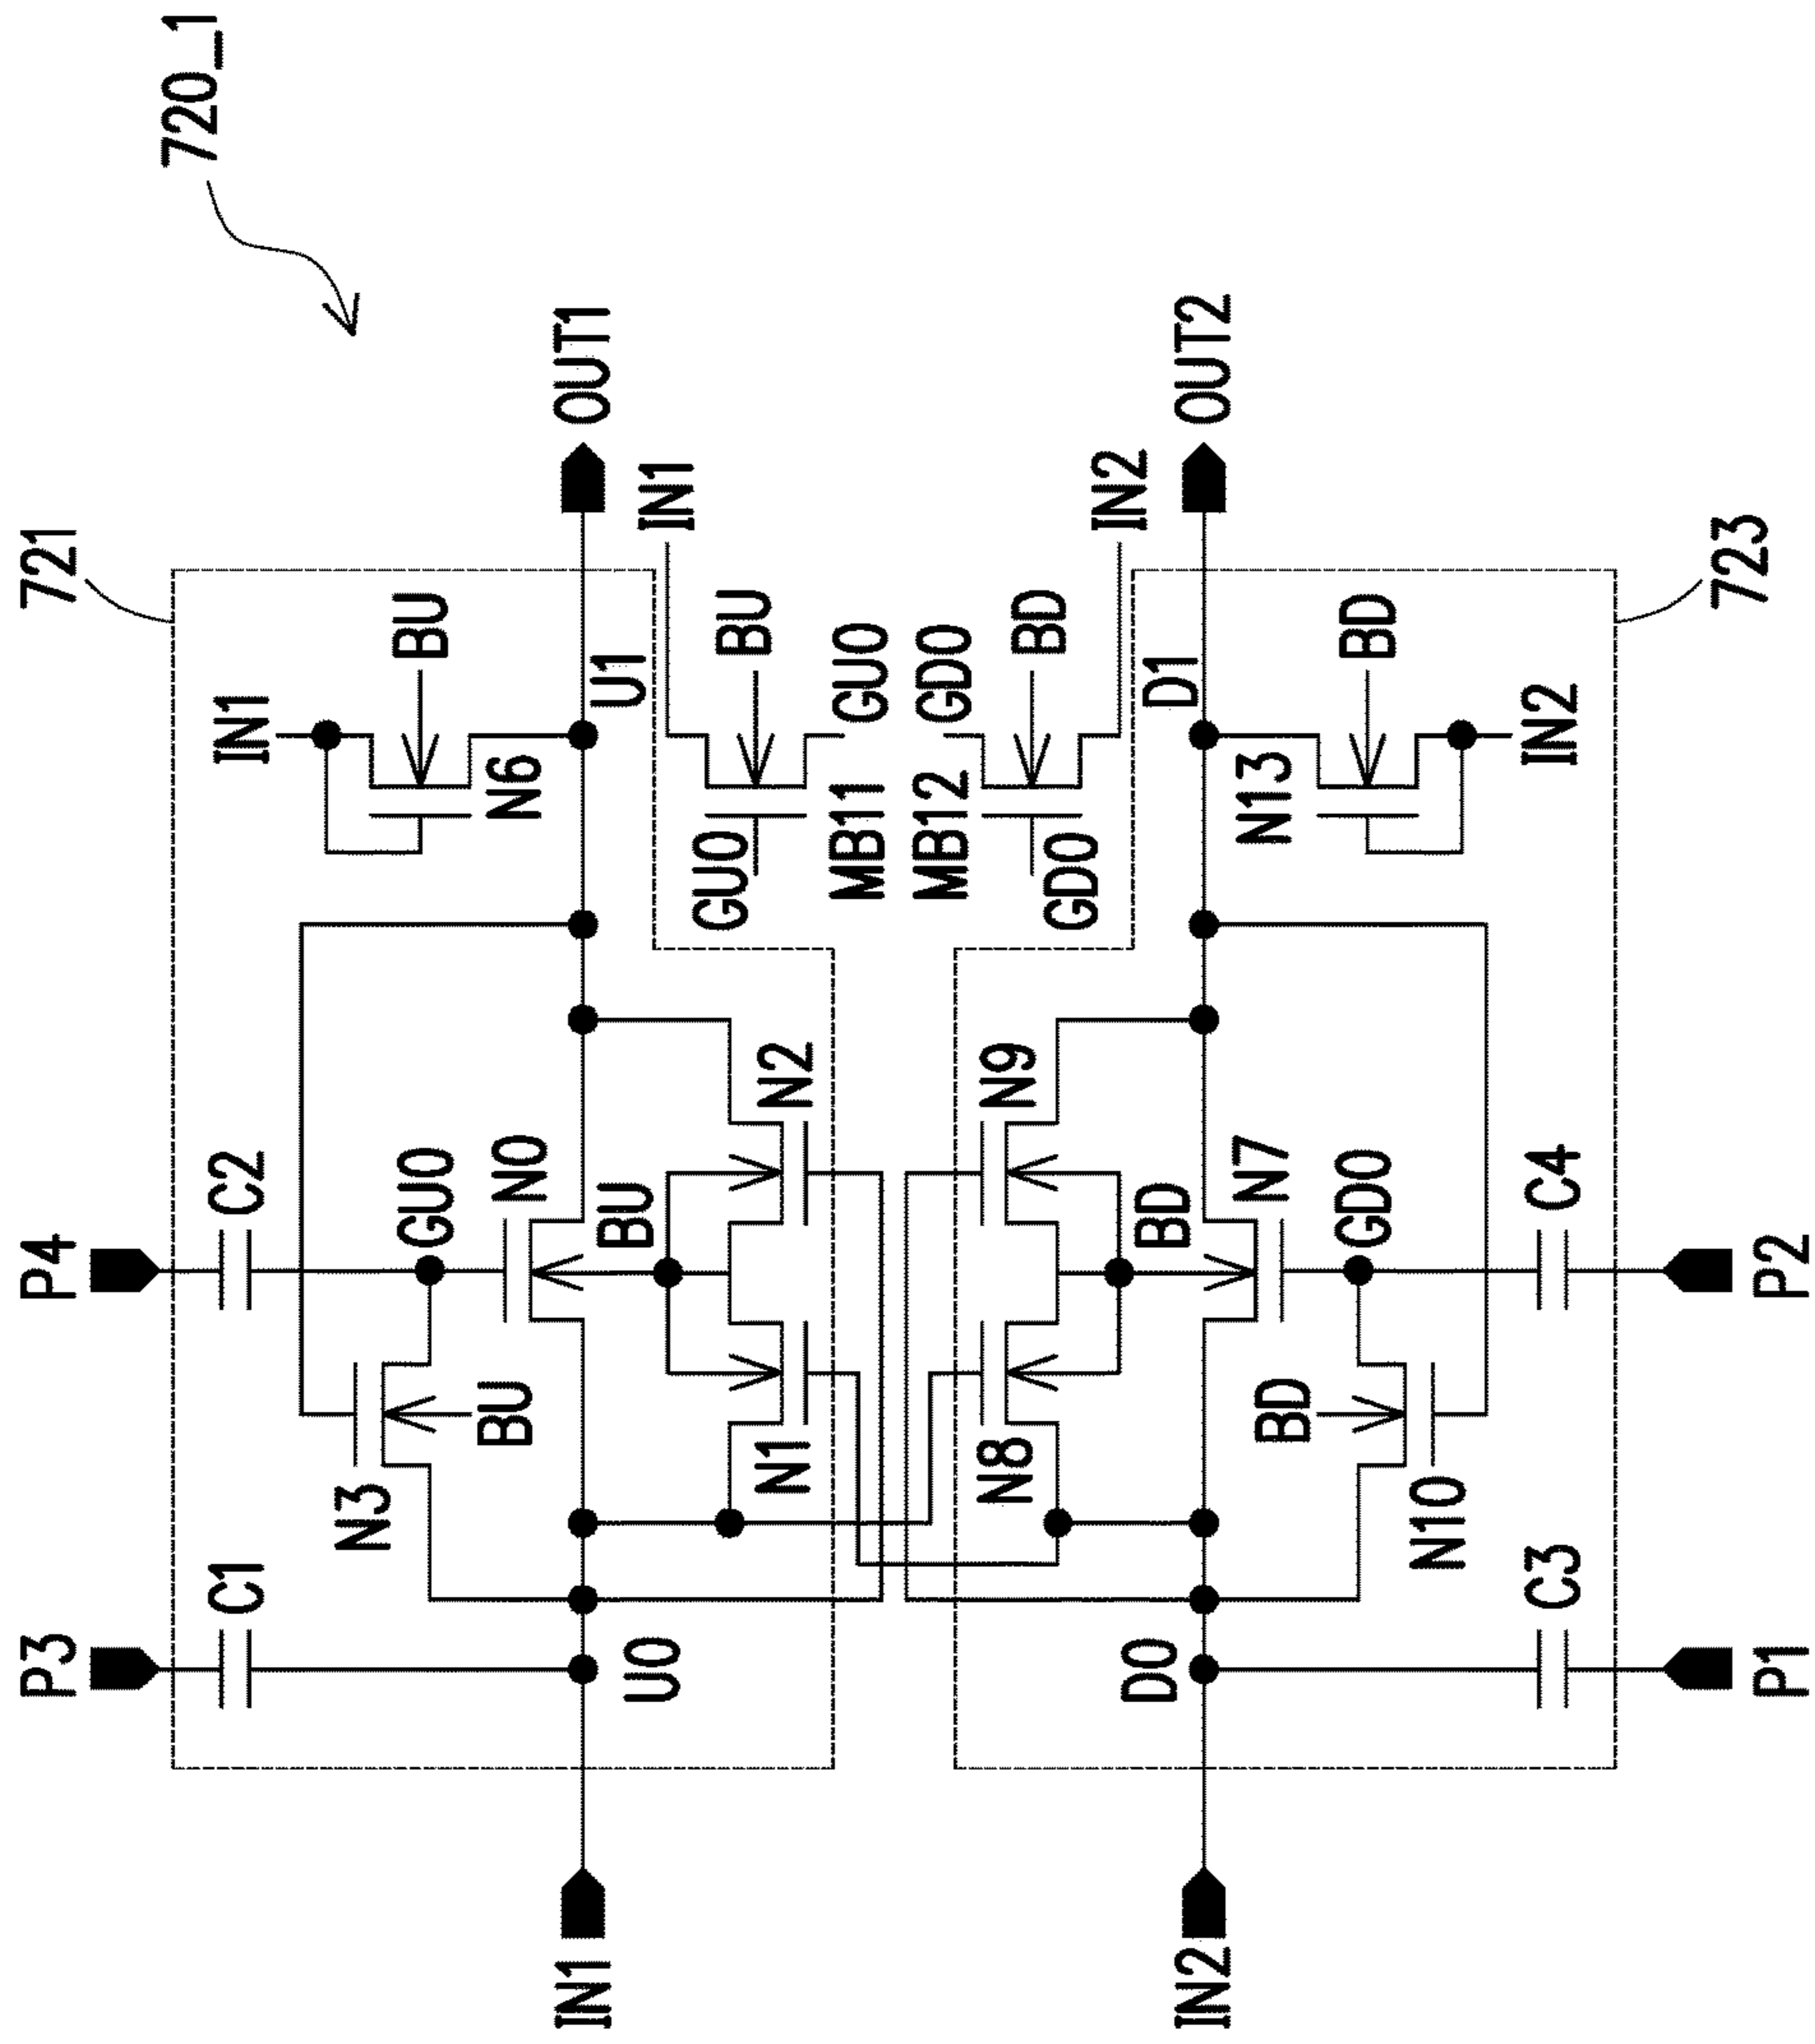 P3
P4
721
720_1
C1
C2
IN1
N3
GU0
BU
BU
N0
N6
IN1
OUT1
BU
U1
U0
IN1
GU0
BU
N1
N2
MB11
GU0
MB12
GD0
N8
N9
GD0
BD
IN2
D0
BD
D1
IN2
OUT2
BD
N7
N13
GD0
BD
N10
C3
C4
IN2
723
P1
P2